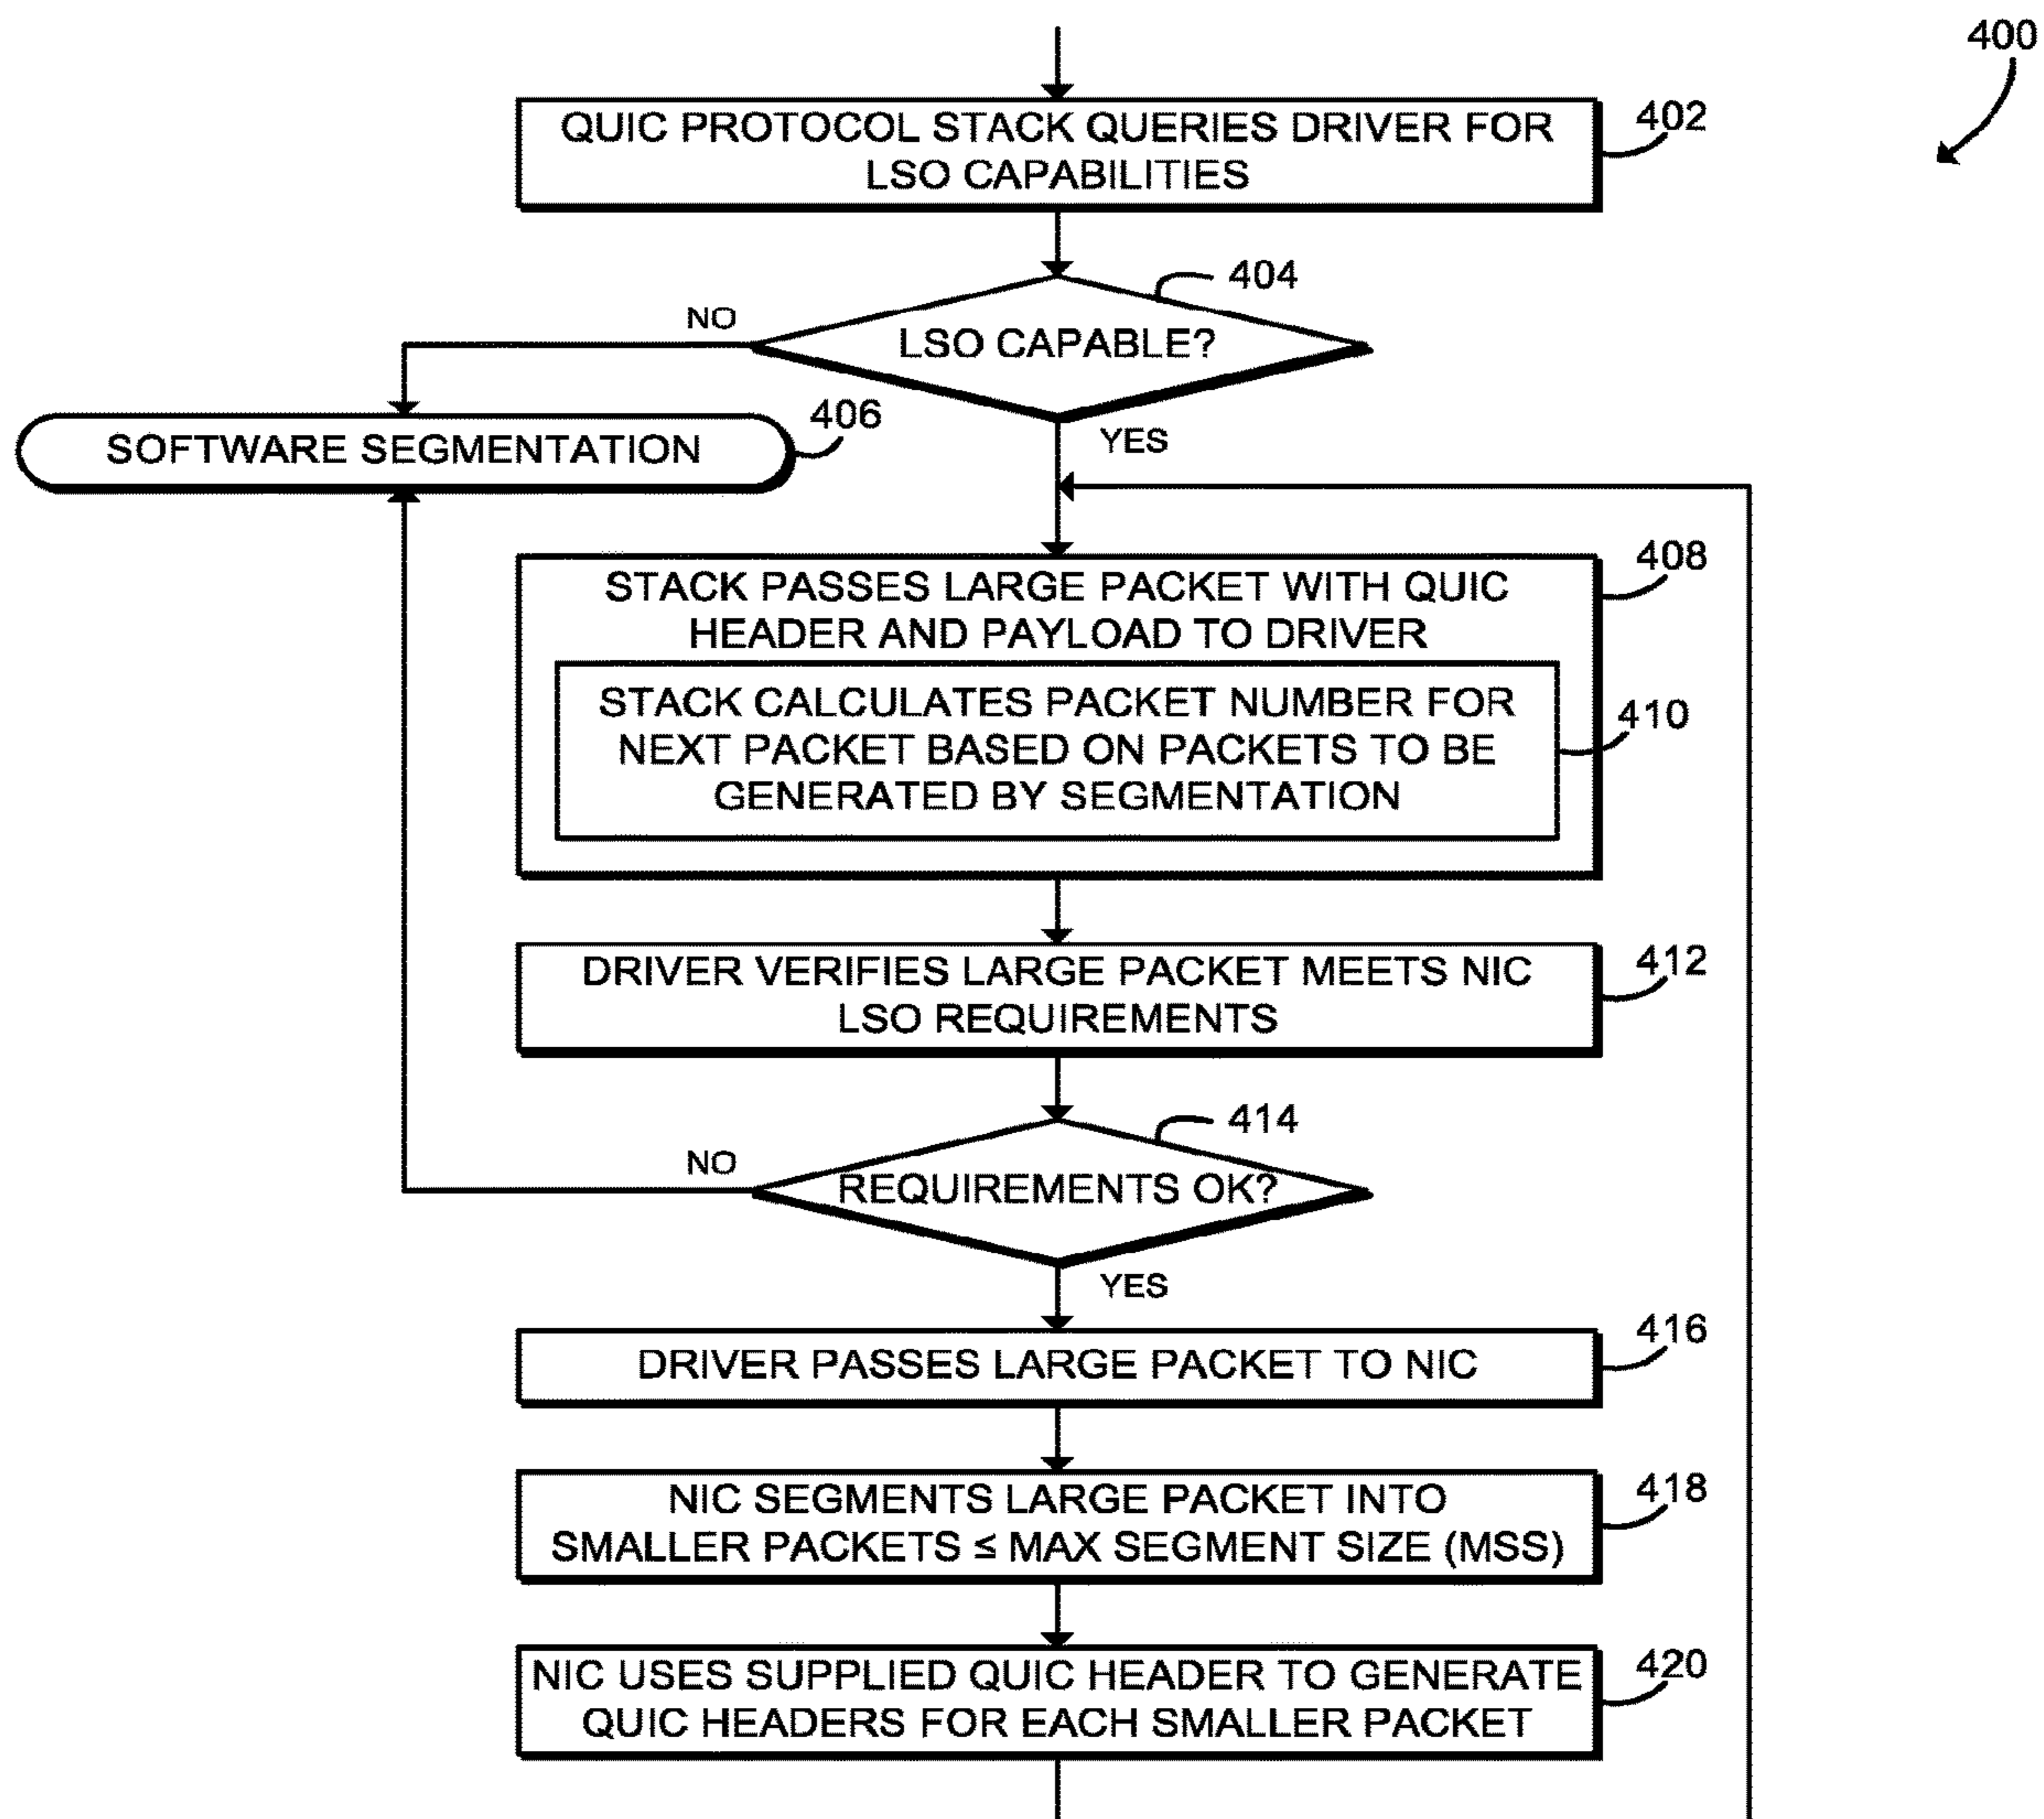 400
QUIC PROTOCOL STACK QUERIES DRIVER FOR
LSO CAPABILITIES
402
404
NO
LSO CAPABLE?
YES
406
SOFTWARE SEGMENTATION
408
STACK PASSES LARGE PACKET WITH QUIC
HEADER AND PAYLOAD TO DRIVER
STACK CALCULATES PACKET NUMBER FOR
NEXT PACKET BASED ON PACKETS TO BE
GENERATED BY SEGMENTATION
410
DRIVER VERIFIES LARGE PACKET MEETS NIC
LSO REQUIREMENTS
412
414
NO
REQUIREMENTS OK?
YES
416
DRIVER PASSES LARGE PACKET TO NIC
NIC SEGMENTS LARGE PACKET INTO
SMALLER PACKETS ≤ MAX SEGMENT SIZE (MSS)
418
NIC USES SUPPLIED QUIC HEADER TO GENERATE
QUIC HEADERS FOR EACH SMALLER PACKET
420